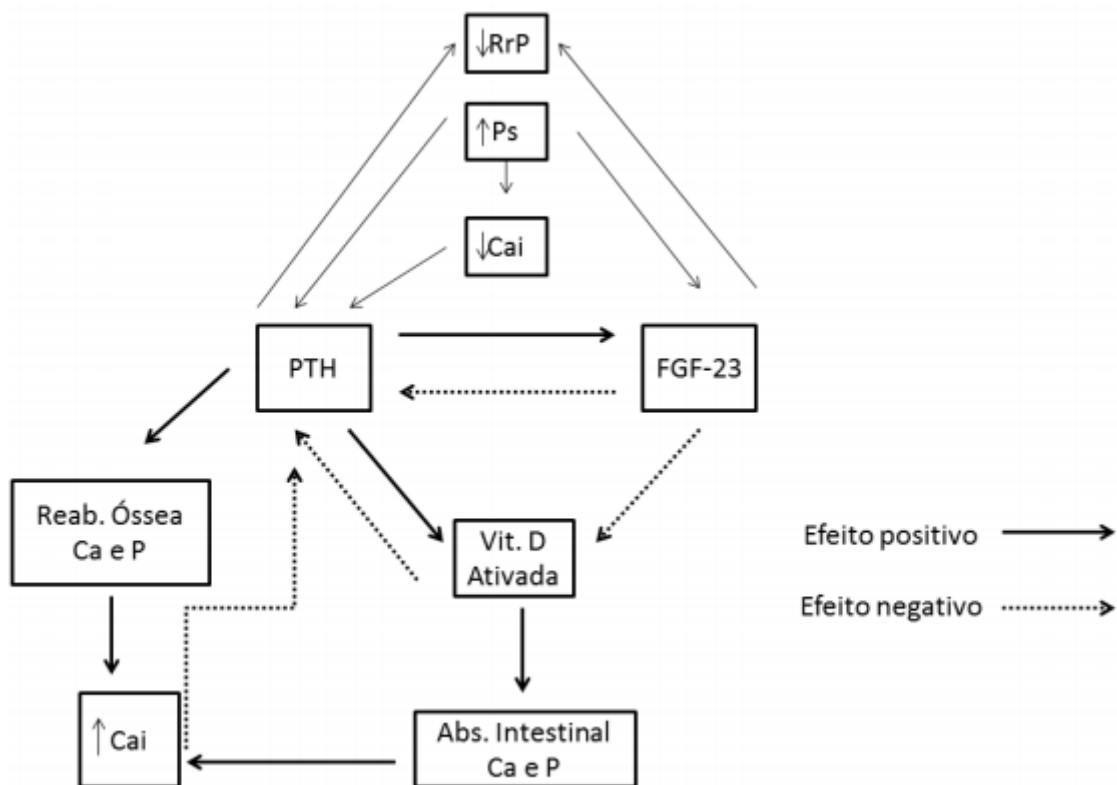 ↓RrP
↑Ps
↓Cai
PTH
FGF-23
Reab. Óssea
Ca e P
Vit. D
Ativada
Efeito positivo
Efeito negativo
↑Cai
Abs. Intestinal
Ca e P